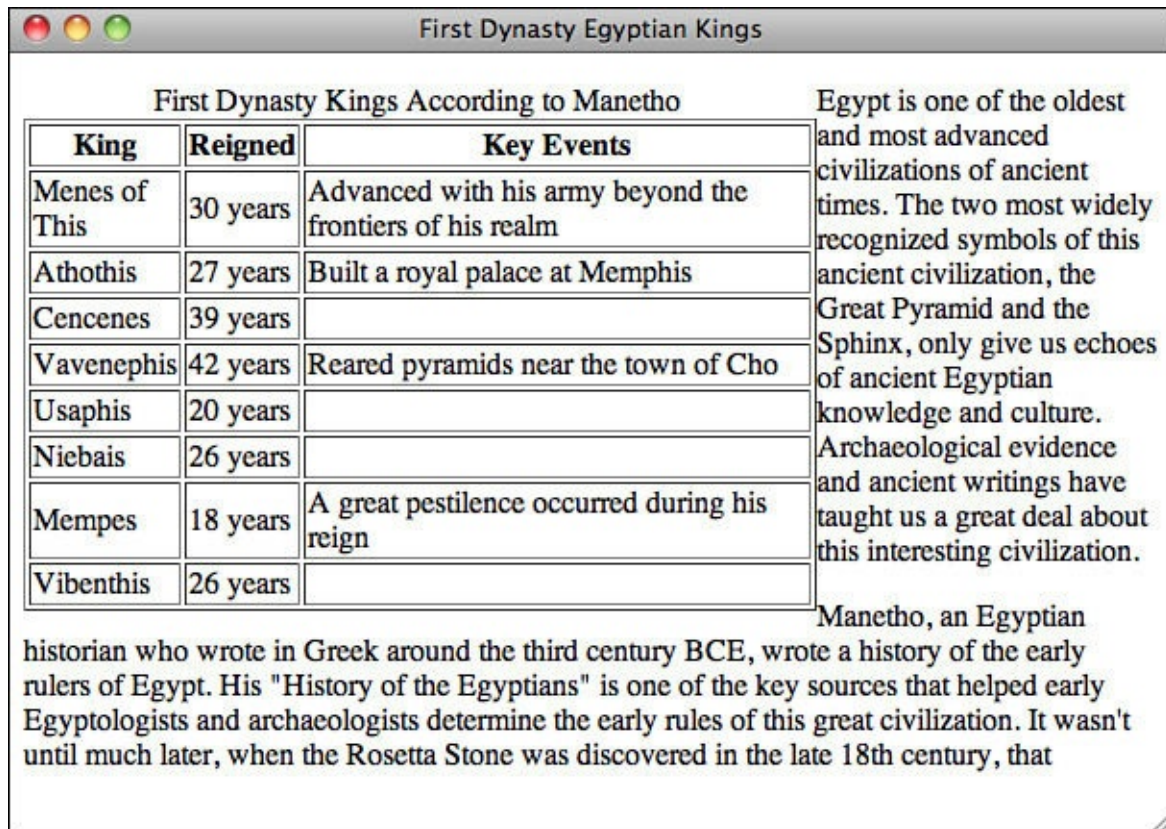 First Dynasty Egyptian Kings
First Dynasty Kings According to Manetho
King Reigned Key Events
Menes of This 30 years Advanced with his army beyond the frontiers of his realm
Athothis 27 years Built a royal palace at Memphis
Cencenes 39 years
Vavenephis 42 years Reared pyramids near the town of Cho
Usaphis 20 years
Niebais 26 years
Mempes 18 years A great pestilence occurred during his reign
Vibenthis 26 years
Egypt is one of the oldest
and most advanced
civilizations of ancient
times. The two most widely
recognized symbols of this
ancient civilization, the
Great Pyramid and the
Sphinx, only give us echoes
of ancient Egyptian
knowledge and culture.
Archaeological evidence
and ancient writings have
taught us a great deal about
this interesting civilization.
Manetho, an Egyptian
historian who wrote in Greek around the third century BCE, wrote a history of the early
rulers of Egypt. His "History of the Egyptians" is one of the key sources that helped early
Egyptologists and archaeologists determine the early rules of this great civilization. It wasn't
until much later, when the Rosetta Stone was discovered in the late 18th century, that